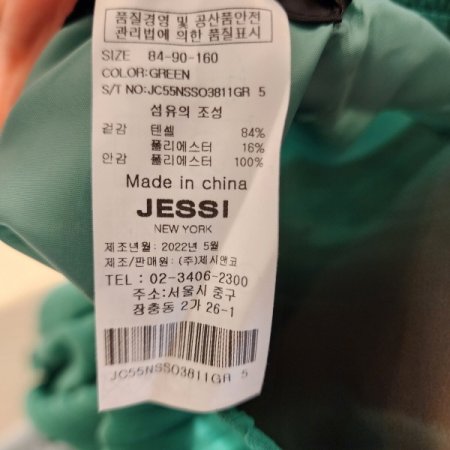 품질경영 및 공산품안전
관리법에 의한 품질표시
SIZE 84-90-160
COLOR:GREEN
S/T NO:JC55NSSO3811GR 5
섬유의 조성
겉감 텐셀 84%
폴리에스터 16%
안감 폴리에스터 100%
Made in china
JESSI
NEW YORK
제조년월 : 2022년 5월
제조/판매원 : (주)제시앤코
TEL : 02-3406-2300
주소:서울시 중구
장충동 2가 26-1
JC55NSSO3811GR 5